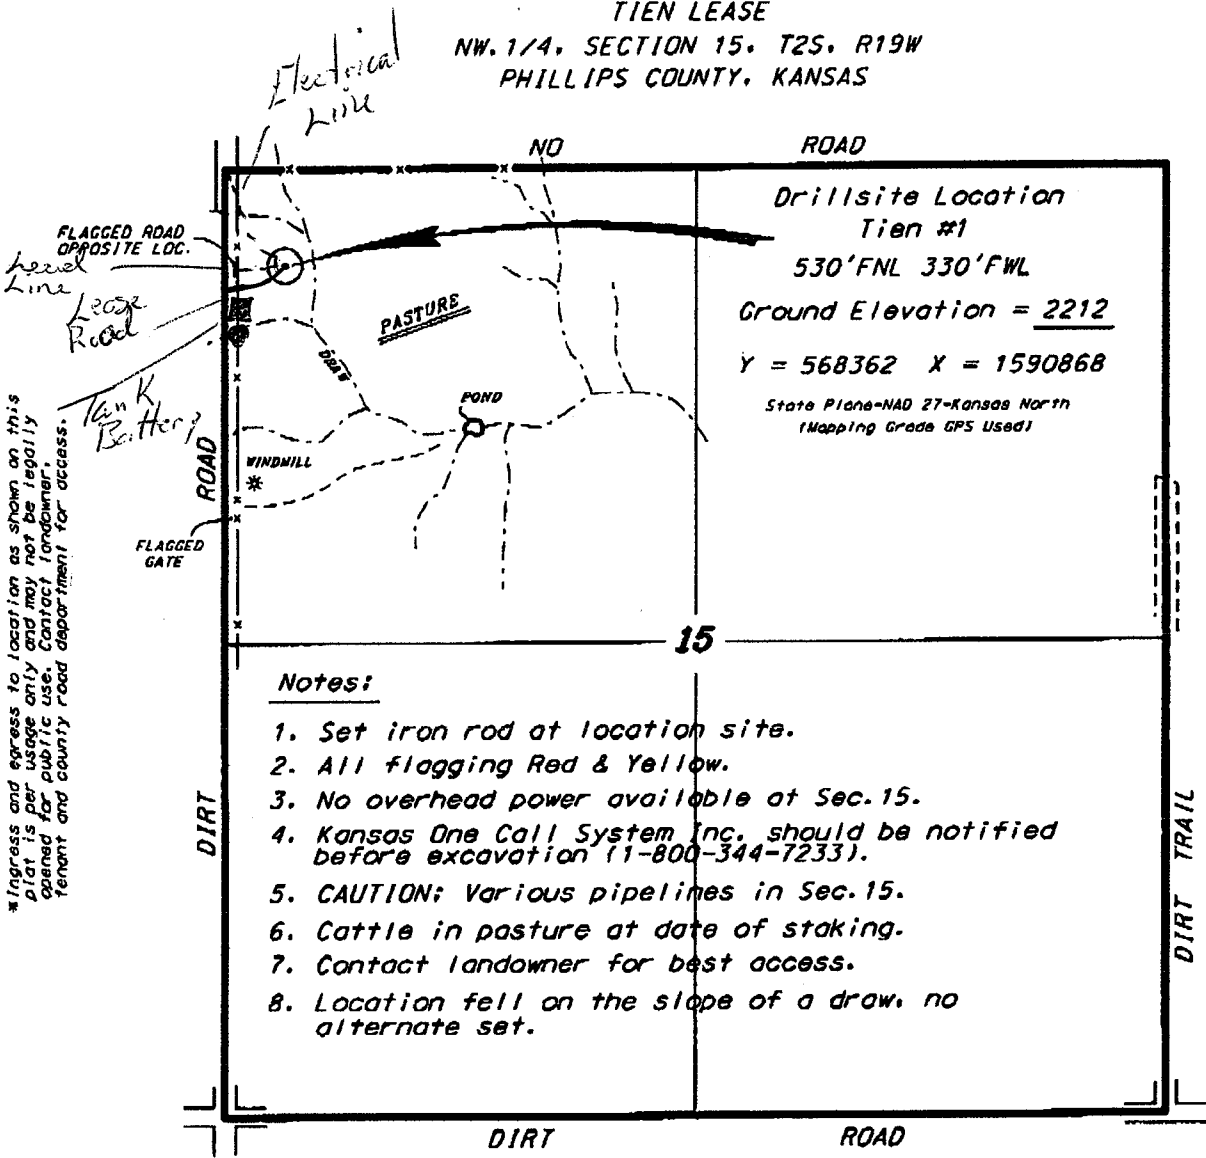 TIEN LEASE
NW.1/4, SECTION 15, T2S, R19W
PHILLIPS COUNTY, KANSAS
Electrical
Line
NO ROAD
Drillsite Location
Tien #1
530'FNL 330'FWL
Ground Elevation = 2212
Y = 568362 X = 1590868
State Plane-NAD 27-Kansas North
(Mapping Grade GPS Used)
FLAGGED ROAD
OPPOSITE LOC.
Line
Lease
Road
Tank
Battery
PASTURE
DRAW
POND
WINDMILL
ROAD
FLAGGED
GATE
15
*Ingress and egress to location as shown on this
plat is per usage only and may not be legally
opened for public use. Contact landowner,
tenant and county road department for access.
Notes:
1. Set iron rod at location site.
2. All flagging Red & Yellow.
3. No overhead power available at Sec.15.
4. Kansas One Call System Inc. should be notified
before excavation (1-800-344-7233).
5. CAUTION: Various pipelines in Sec.15.
6. Cattle in pasture at date of staking.
7. Contact landowner for best access.
8. Location fell on the slope of a draw, no
alternate set.
DIRT
DIRT TRAIL
DIRT ROAD